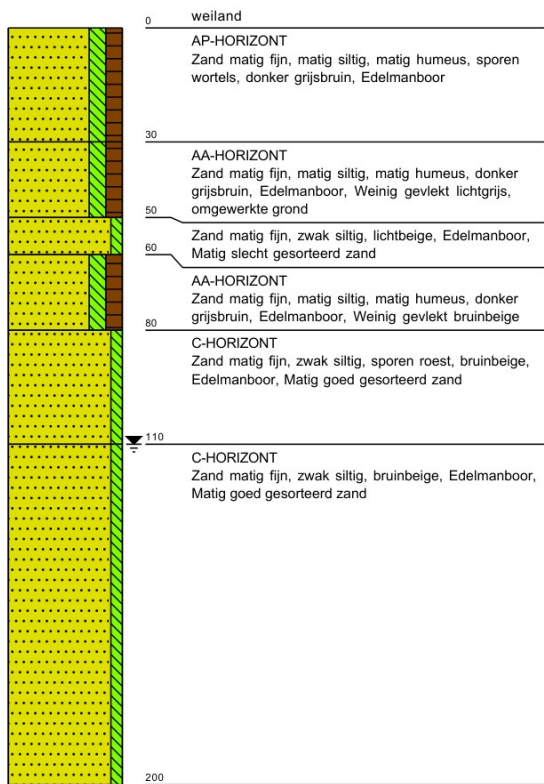 0
weiland
AP-HORIZONT
Zand matig fijn, matig siltig, matig humeus, sporen
wortels, donker grijsbruin, Edelmanboor
30
AA-HORIZONT
Zand matig fijn, matig siltig, matig humeus, donker
grijsbruin, Edelmanboor, Weinig gevlekt lichtgrijs,
omgewerkte grond
50
Zand matig fijn, zwak siltig, lichtbeige, Edelmanboor,
Matig slecht gesorteerd zand
60
AA-HORIZONT
Zand matig fijn, matig siltig, matig humeus, donker
grijsbruin, Edelmanboor, Weinig gevlekt bruinbeige
80
C-HORIZONT
Zand matig fijn, zwak siltig, sporen roest, bruinbeige,
Edelmanboor, Matig goed gesorteerd zand
110
C-HORIZONT
Zand matig fijn, zwak siltig, bruinbeige, Edelmanboor,
Matig goed gesorteerd zand
200